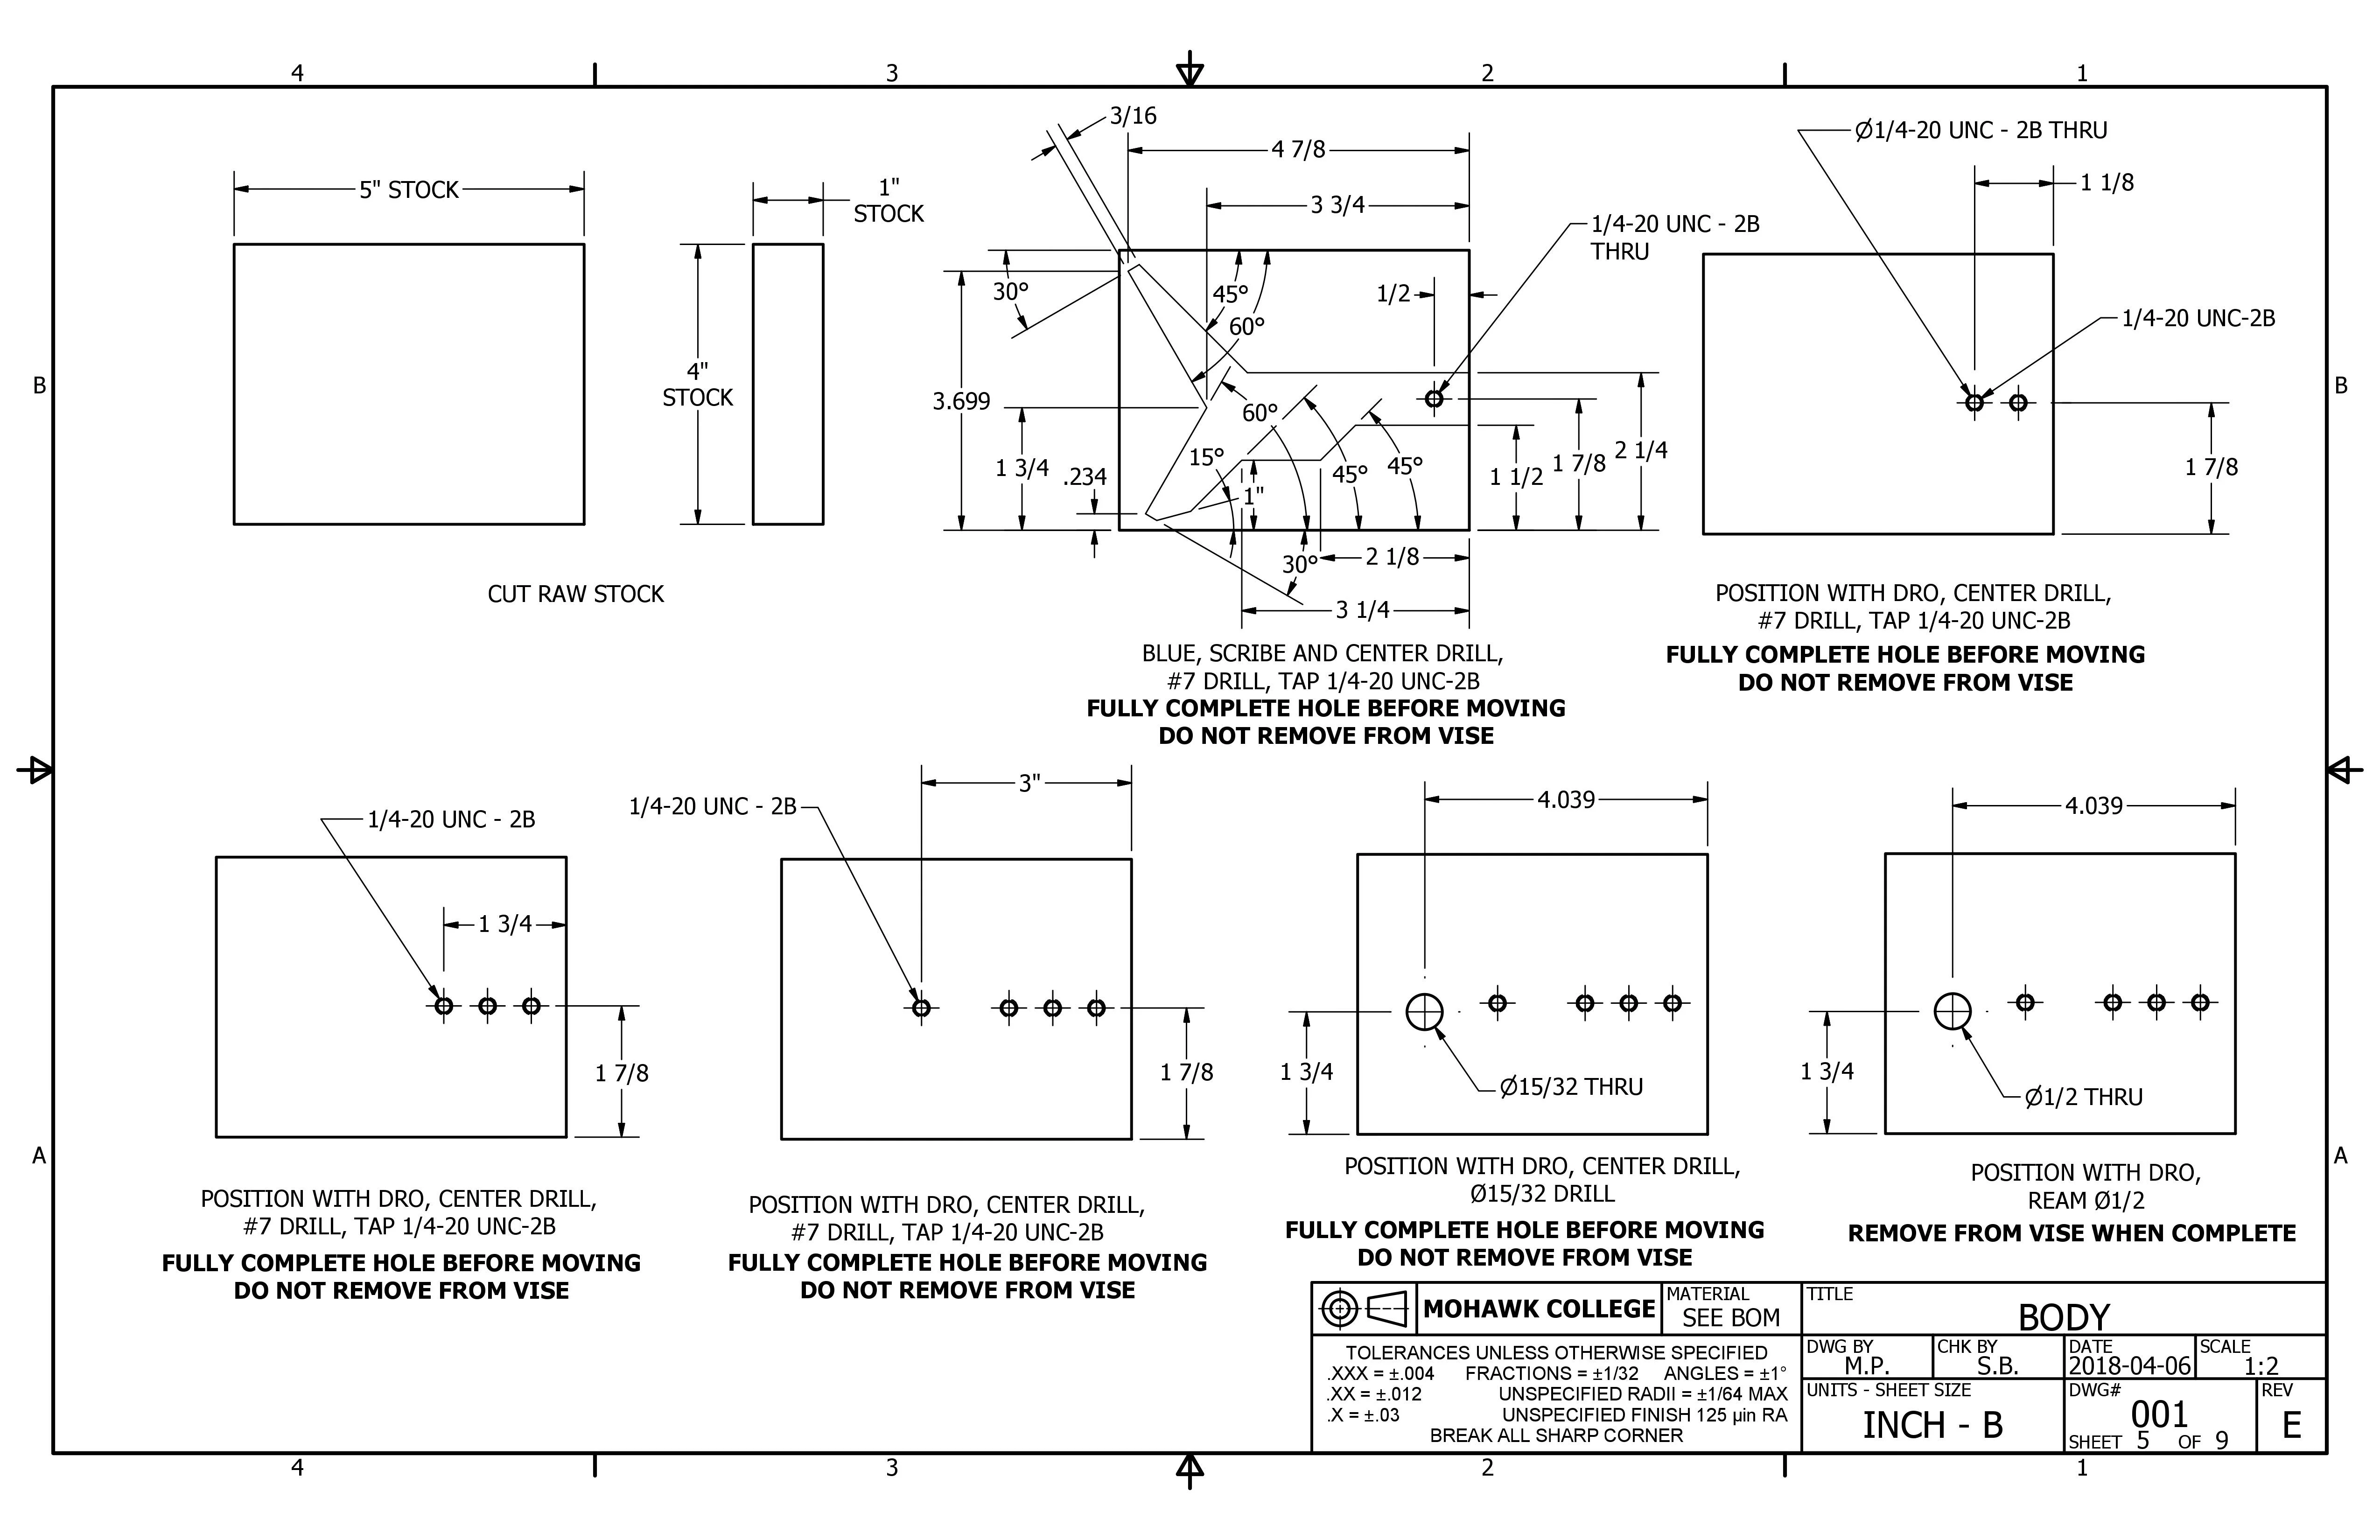 4 3 2 1
B
A
B
A
5" STOCK
1"
STOCK
4"
STOCK
CUT RAW STOCK
3/16
4 7/8
3 3/4
1/4-20 UNC - 2B
THRU
1/2
30°
45°
60°
3.699
60°
1 3/4
.234
15°
1"
45°
45°
1 1/2
1 7/8
2 1/4
30°
2 1/8
3 1/4
BLUE, SCRIBE AND CENTER DRILL,
#7 DRILL, TAP 1/4-20 UNC-2B
FULLY COMPLETE HOLE BEFORE MOVING
DO NOT REMOVE FROM VISE
Ø1/4-20 UNC - 2B THRU
1 1/8
1/4-20 UNC-2B
1 7/8
POSITION WITH DRO, CENTER DRILL,
#7 DRILL, TAP 1/4-20 UNC-2B
FULLY COMPLETE HOLE BEFORE MOVING
DO NOT REMOVE FROM VISE
1/4-20 UNC - 2B
1 3/4
1 7/8
POSITION WITH DRO, CENTER DRILL,
#7 DRILL, TAP 1/4-20 UNC-2B
FULLY COMPLETE HOLE BEFORE MOVING
DO NOT REMOVE FROM VISE
1/4-20 UNC - 2B
3"
1 7/8
POSITION WITH DRO, CENTER DRILL,
#7 DRILL, TAP 1/4-20 UNC-2B
FULLY COMPLETE HOLE BEFORE MOVING
DO NOT REMOVE FROM VISE
4.039
1 3/4
Ø15/32 THRU
POSITION WITH DRO, CENTER DRILL,
Ø15/32 DRILL
FULLY COMPLETE HOLE BEFORE MOVING
DO NOT REMOVE FROM VISE
4.039
1 3/4
Ø1/2 THRU
POSITION WITH DRO,
REAM Ø1/2
REMOVE FROM VISE WHEN COMPLETE
MOHAWK COLLEGE
MATERIAL
SEE BOM
TITLE
BODY
TOLERANCES UNLESS OTHERWISE SPECIFIED
.XXX = ±.004 FRACTIONS = ±1/32 ANGLES = ±1°
.XX = ±.012 UNSPECIFIED RADII = ±1/64 MAX
.X = ±.03 UNSPECIFIED FINISH 125 µin RA
BREAK ALL SHARP CORNER
DWG BY
M.P.
CHK BY
S.B.
DATE
2018-04-06
SCALE
1:2
UNITS - SHEET SIZE
INCH - B
DWG#
001
SHEET 5 OF 9
REV
E
4 3 2 1